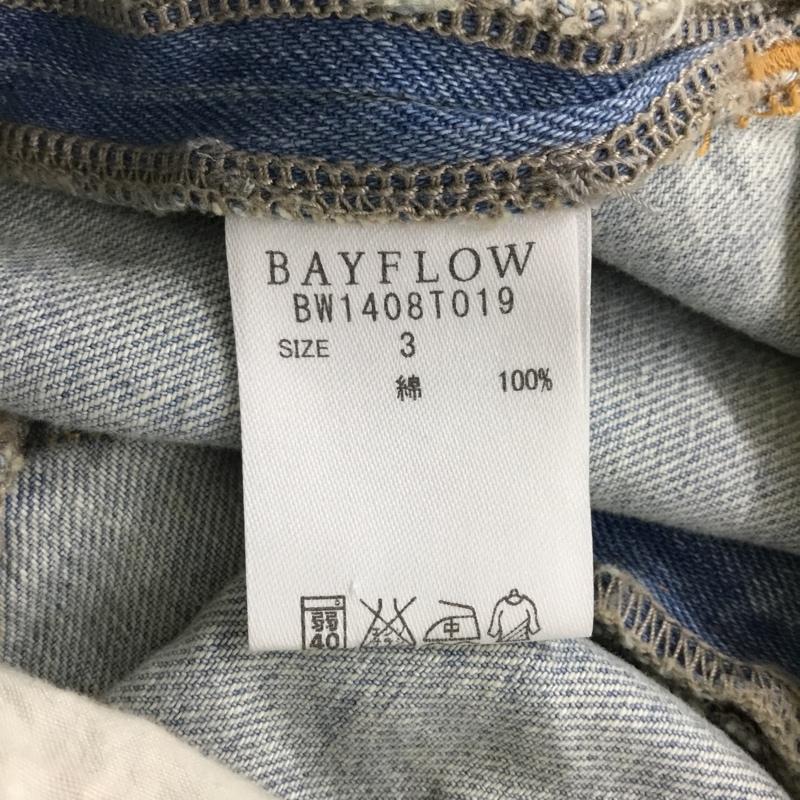 BAYFLOW
BW1408T019
SIZE 3
綿 100%
弱 中
40